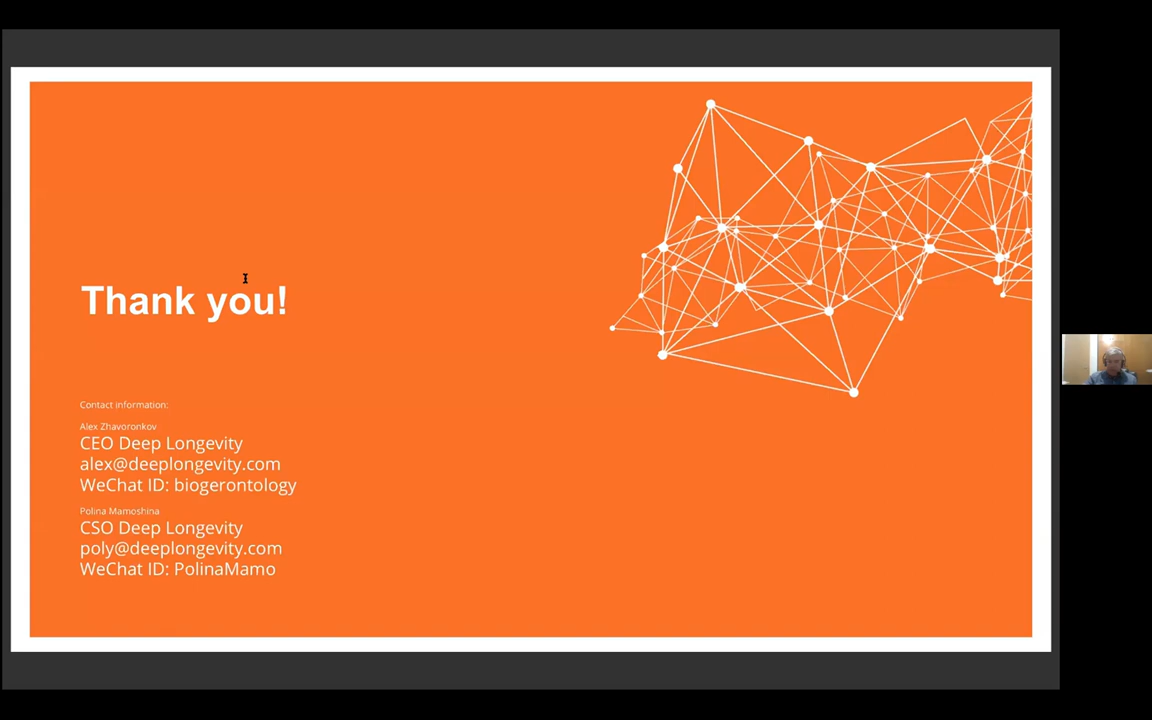 Thank you!
Contact information:
Alex Zhavoronkov
CEO Deep Longevity
alex@deeplongevity.com
WeChat ID: biogerontology
Polina Mamoshina
CSO Deep Longevity
poly@deeplongevity.com
WeChat ID: PolinaMamo